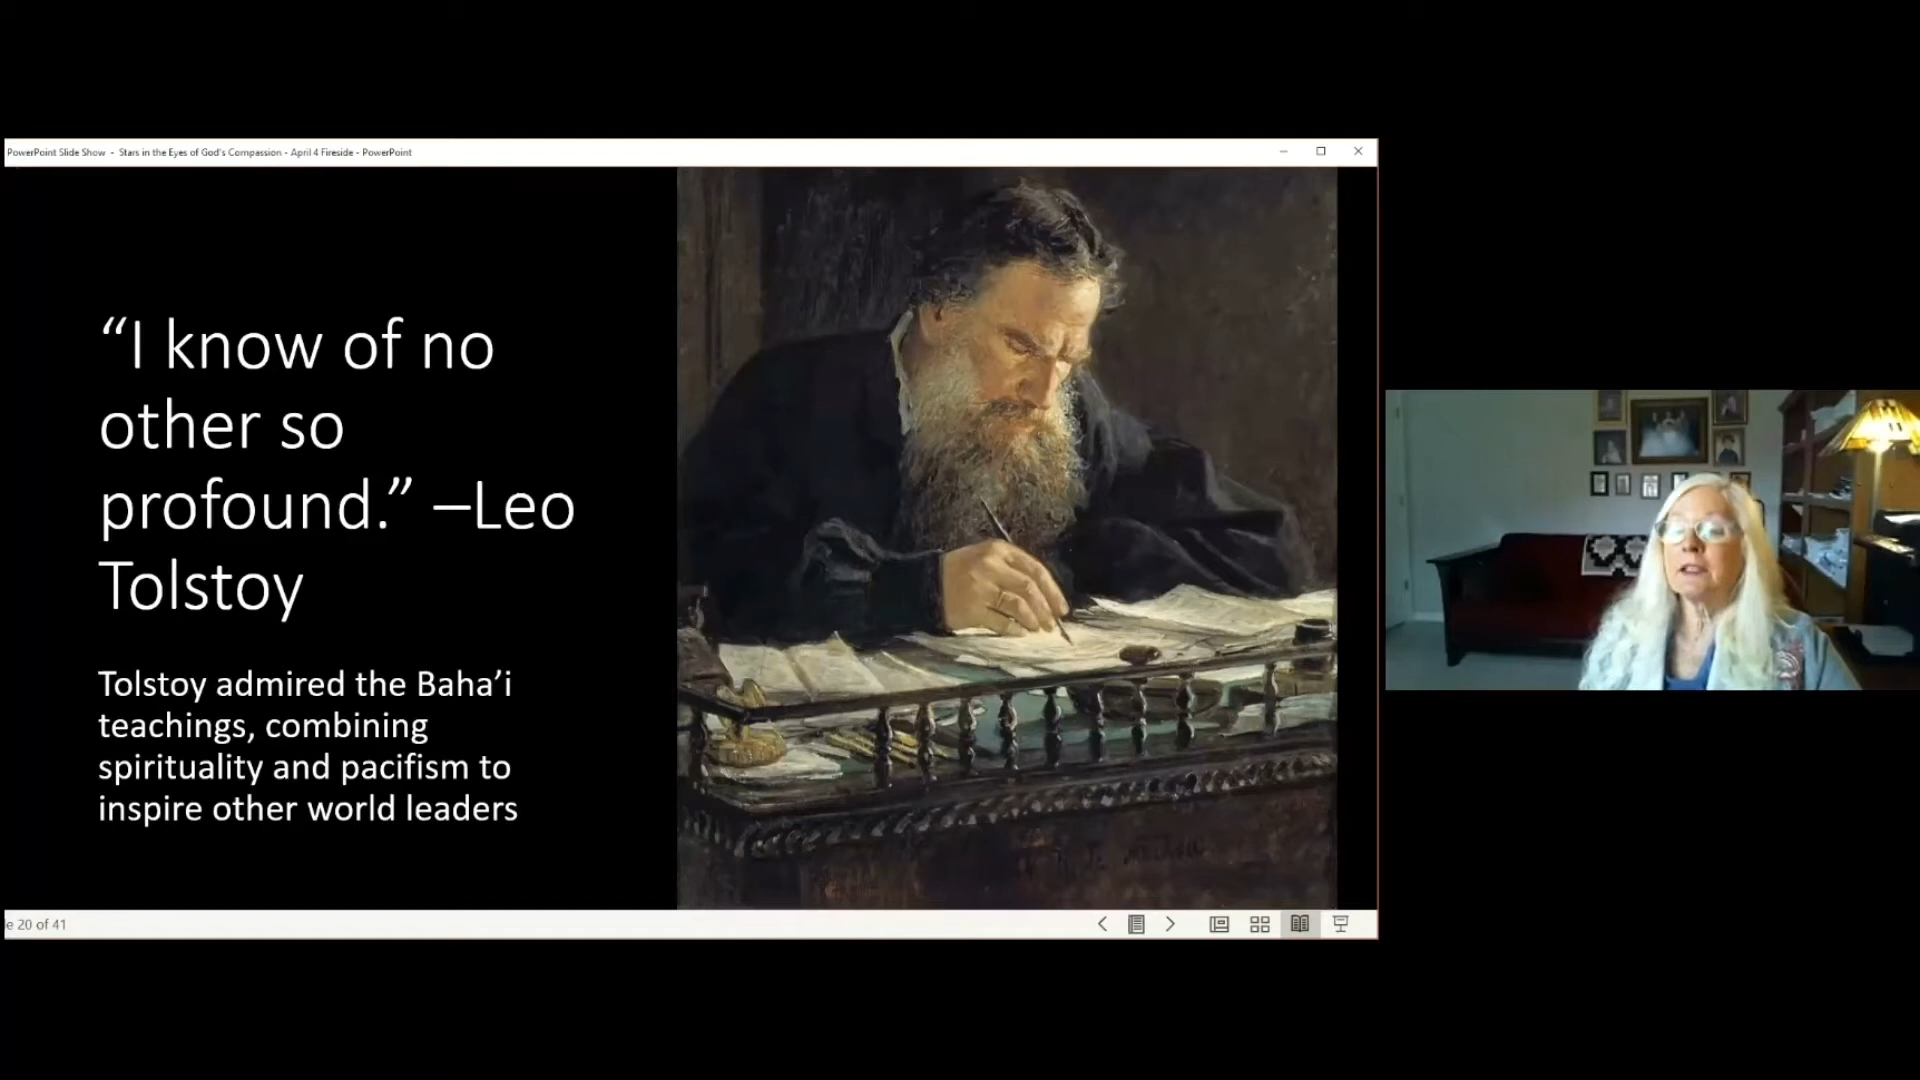 PowerPoint Slide Show - Stars in the Eyes of God's Compassion - April 4 Fireside - PowerPoint
“I know of no
other so
profound.” –Leo
Tolstoy
Tolstoy admired the Baha’i
teachings, combining
spirituality and pacifism to
inspire other world leaders
e 20 of 41